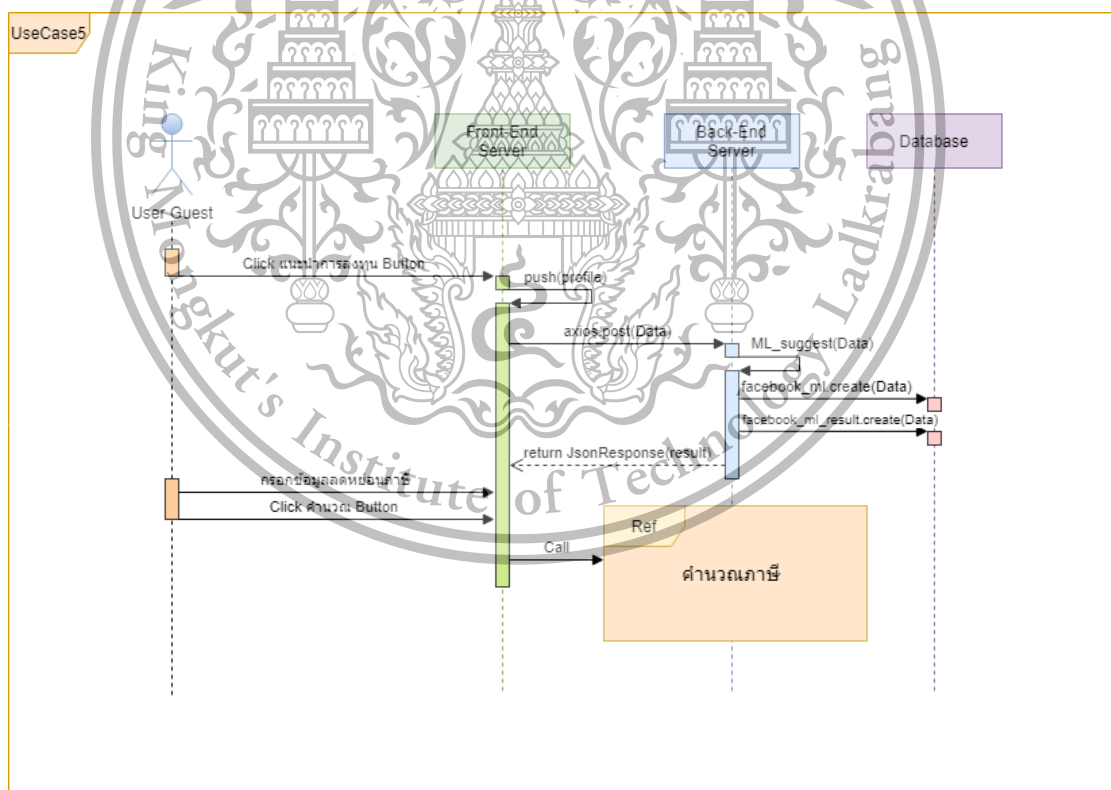 UseCase5
King Mongkut's Institute of Technology Ladkrabang
Front-End
Server
Back-End
Server
Database
User Guest
Click แนะนำการลงทุน Button
push(profile)
axios.post(Data)
ML_suggest(Data)
facebook_ml.create(Data)
facebook_ml_result.create(Data)
return JsonResponse(result)
กรอกข้อมูลลดหย่อนภาษี
Click คำนวณ Button
Ref
Call
คำนวณภาษี